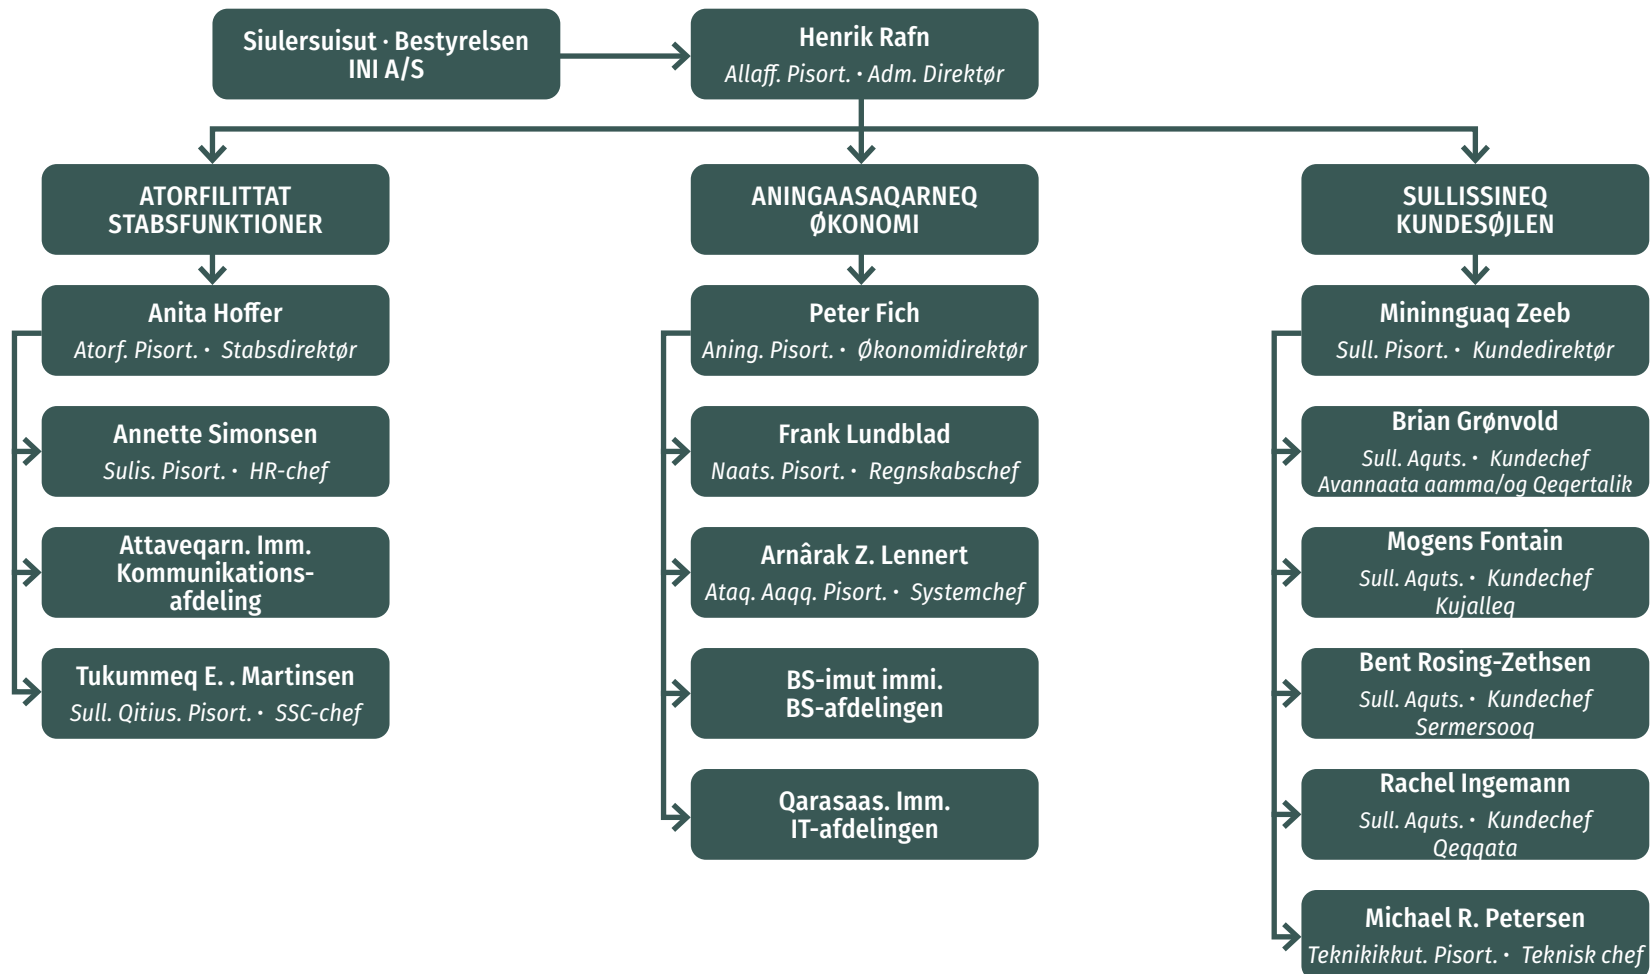 Siulersuisut · Bestyrelsen
INI A/S
Henrik Rafn
Allaff. Pisort. · Adm. Direktør
ATORFILITTAT
STABSFUNKTIONER
Anita Hoffer
Atorf. Pisort. · Stabsdirektør
Annette Simonsen
Sulis. Pisort. · HR-chef
Attaveqarn. Imm.
Kommunikations-
afdeling
Tukummeq E. . Martinsen
Sull. Qitius. Pisort. · SSC-chef
ANINGAASAQARNEQ
ØKONOMI
Peter Fich
Aning. Pisort. · Økonomidirektør
Frank Lundblad
Naats. Pisort. · Regnskabschef
Arnârak Z. Lennert
Ataq. Aaqq. Pisort. · Systemchef
BS-imut immi.
BS-afdelingen
Qarasaas. Imm.
IT-afdelingen
SULLISSINEQ
KUNDESØJLEN
Mininnguaq Zeeb
Sull. Pisort. · Kundedirektør
Brian Grønvold
Sull. Aquts. · Kundechef
Avannaata aamma/og Qeqertalik
Mogens Fontain
Sull. Aquts. · Kundechef
Kujalleq
Bent Rosing-Zethsen
Sull. Aquts. · Kundechef
Sermersooq
Rachel Ingemann
Sull. Aquts. · Kundechef
Qeqqata
Michael R. Petersen
Teknikikkut. Pisort. · Teknisk chef